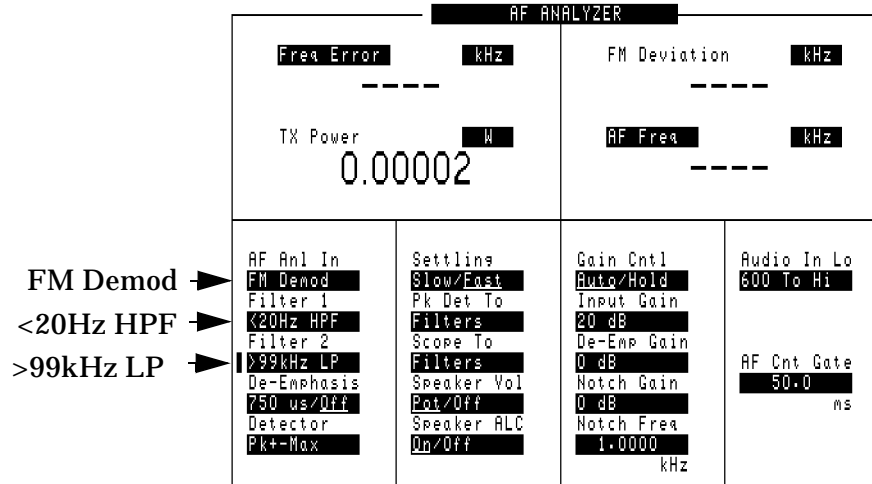 AF ANALYZER
Freq Error kHz
----
FM Deviation kHz
----
TX Power W
0.00002
AF Freq kHz
----
FM Demod
<20Hz HPF
>99kHz LP
AF Anl In
FM Demod
Filter 1
<20Hz HPF
Filter 2
>99kHz LP
De-Emphasis
750 us/Off
Detector
Pk+-Max
Settling
Slow/Fast
Pk Det To
Filters
Scope To
Filters
Speaker Vol
Pot/Off
Speaker ALC
On/Off
Gain Cntl
Auto/Hold
Input Gain
20 dB
De-Emp Gain
0 dB
Notch Gain
0 dB
Notch Freq
1.0000
kHz
Audio In Lo
600 To Hi
AF Cnt Gate
50.0
ms